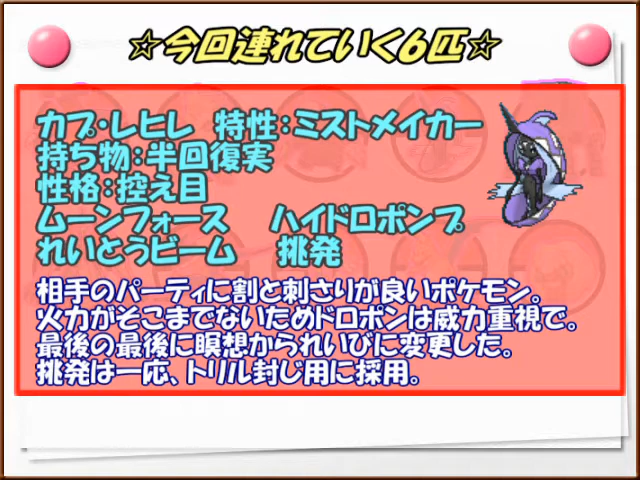 ☆今回連れていく6匹☆
カプ・レヒレ 特性：ミストメイカー
持ち物：半回復実
性格：控え目
ムーンフォース ハイドロポンプ
れいとうビーム 挑発
相手のパーティに割と刺さりが良いポケモン。
火力がそこまでないためドロポンは威力重視で。
最後の最後に瞑想かられいびに変更した。
挑発は一応、トリル封じ用に採用。